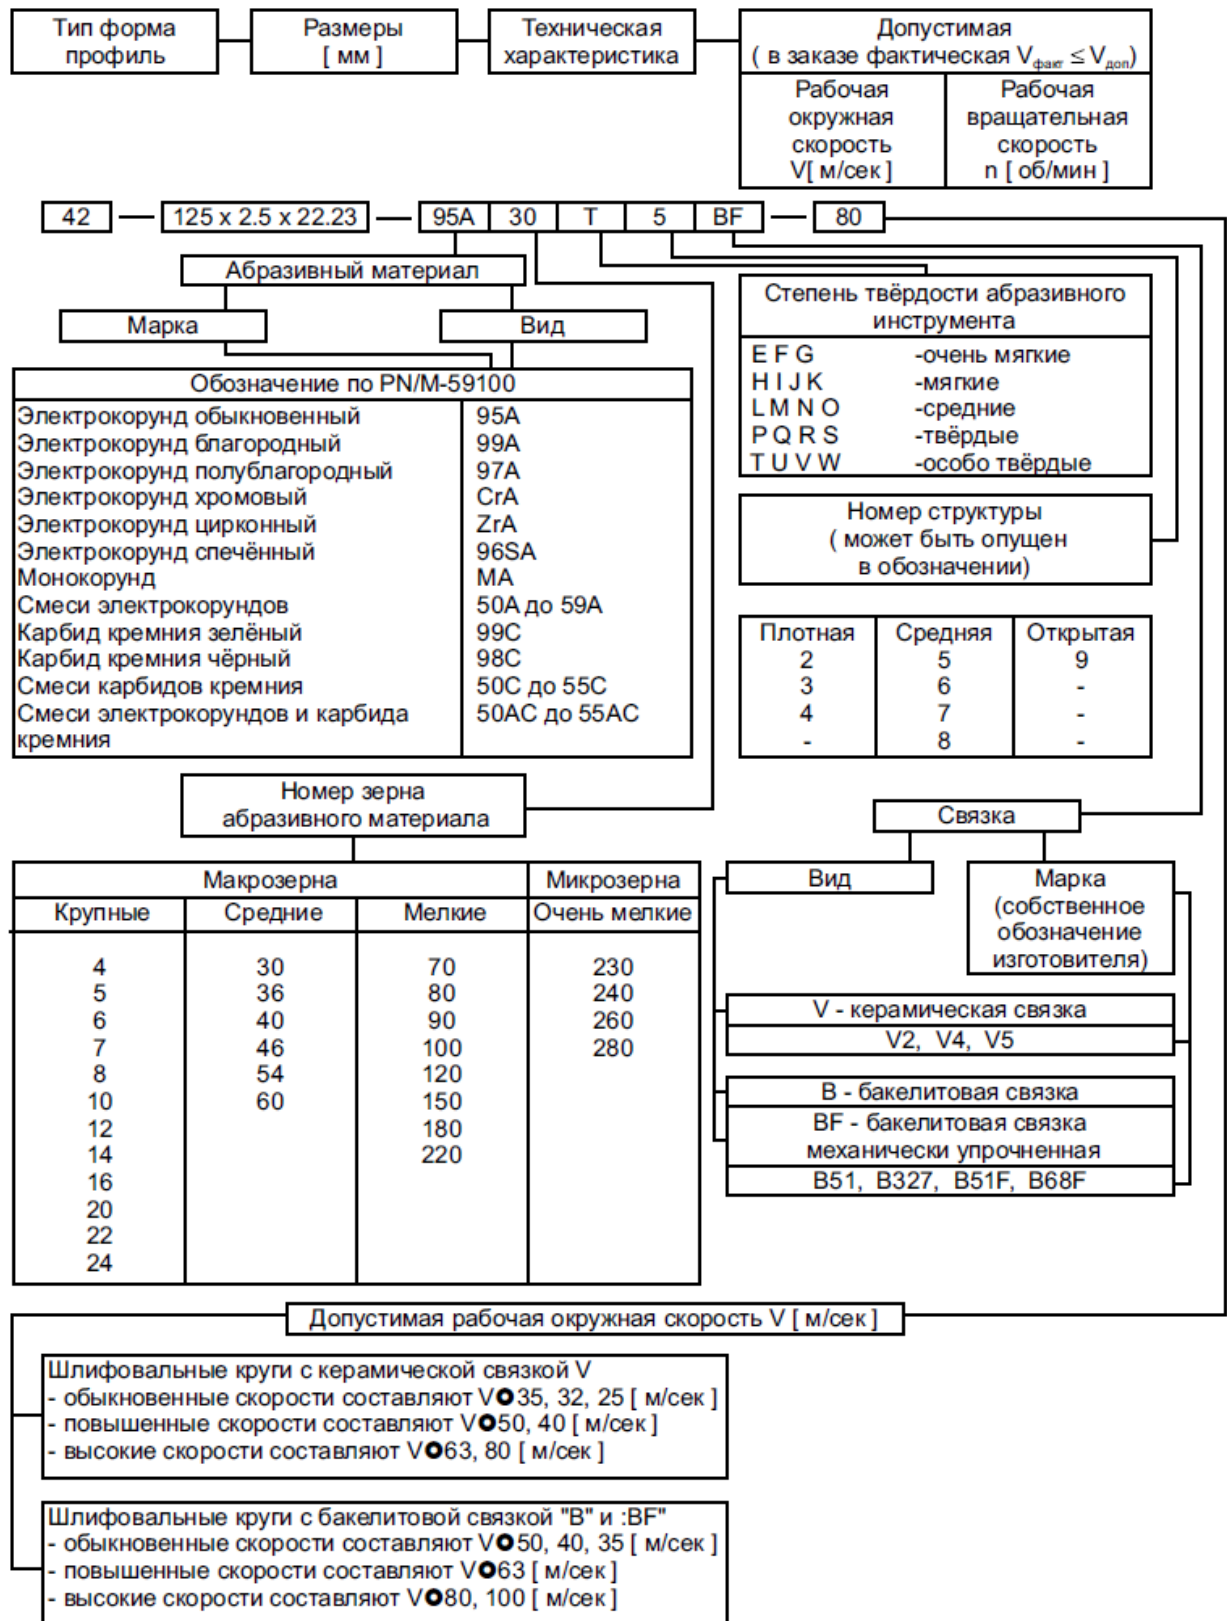 Тип форма
профиль
Размеры
[ мм ]
Техническая
характеристика
Допустимая
( в заказе фактическая Vфакт ≤ Vдоп)
Рабочая
окружная
скорость
V[ м/сек ]
Рабочая
вращательная
скорость
n [ об/мин ]
42 — 125 x 2.5 x 22.23 — 95A 30 T 5 BF — 80
Абразивный материал
Марка
Вид
Обозначение по PN/M-59100
Электрокорунд обыкновенный 95A
Электрокорунд благородный 99A
Электрокорунд полублагородный 97A
Электрокорунд хромовый CrA
Электрокорунд цирконный ZrA
Электрокорунд спечённый 96SA
Монокорунд MA
Смеси электрокорундов 50A до 59A
Карбид кремния зелёный 99C
Карбид кремния чёрный 98C
Смеси карбидов кремния 50C до 55C
Смеси электрокорундов и карбида 50AC до 55AC
кремния
Степень твёрдости абразивного
инструмента
E F G -очень мягкие
H I J K -мягкие
L M N O -средние
P Q R S -твёрдые
T U V W -особо твёрдые
Номер структуры
( может быть опущен
в обозначении)
Плотная Средняя Открытая
2 5 9
3 6 -
4 7 -
- 8 -
Номер зерна
абразивного материала
Макрозерна Микрозерна
Крупные Средние Мелкие Очень мелкие
4 30 70 230
5 36 80 240
6 40 90 260
7 46 100 280
8 54 120
10 60 150
12 180
14 220
16
20
22
24
Связка
Вид
Марка
(собственное
обозначение
изготовителя)
V - керамическая связка
V2, V4, V5
B - бакелитовая связка
BF - бакелитовая связка
механически упрочненная
B51, B327, B51F, B68F
Допустимая рабочая окружная скорость V [ м/сек ]
Шлифовальные круги с керамической связкой V
- обыкновенные скорости составляют V🞊35, 32, 25 [ м/сек ]
- повышенные скорости составляют V🞊50, 40 [ м/сек ]
- высокие скорости составляют V🞊63, 80 [ м/сек ]
Шлифовальные круги с бакелитовой связкой "B" и :BF"
- обыкновенные скорости составляют V🞊50, 40, 35 [ м/сек ]
- повышенные скорости составляют V🞊63 [ м/сек ]
- высокие скорости составляют V🞊80, 100 [ м/сек ]